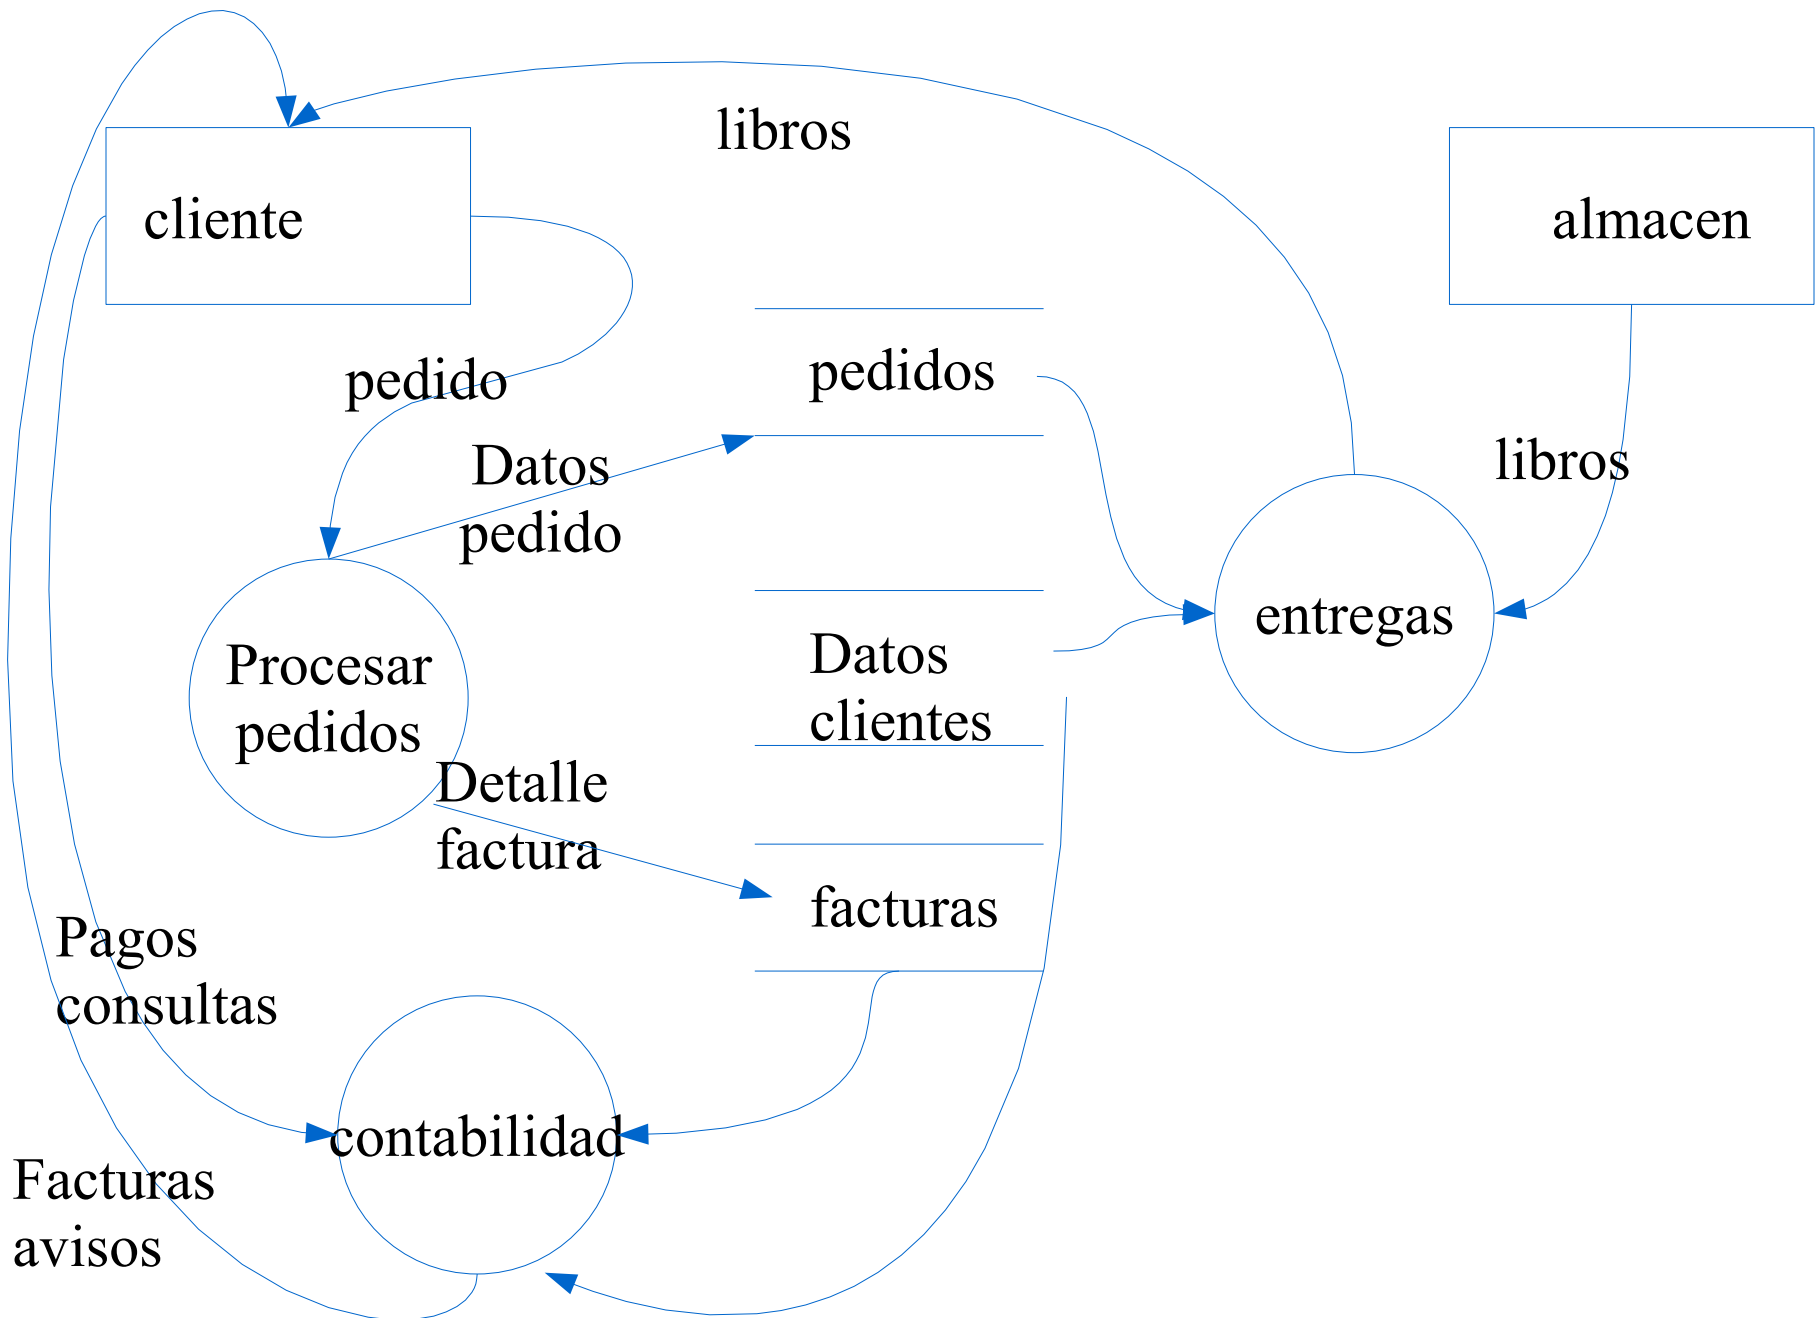 libros
cliente
almacen
pedido
pedidos
Datos
pedido
libros
entregas
Procesar
pedidos
Datos
clientes
Detalle
factura
facturas
Pagos
consultas
contabilidad
Facturas
avisos